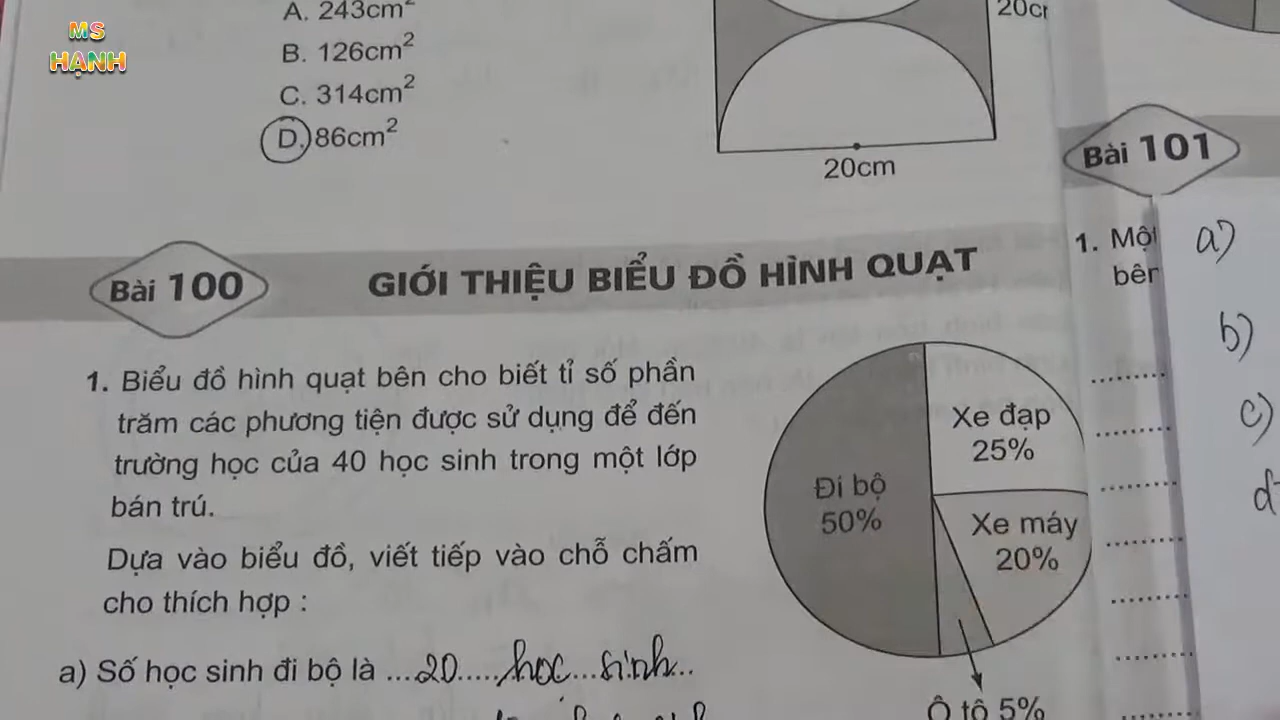 MS
HẠNH
A. 243cm²
B. 126cm²
C. 314cm²
D. 86cm²
20cm
Bài 100
GIỚI THIỆU BIỂU ĐỒ HÌNH QUẠT
1. Biểu đồ hình quạt bên cho biết tỉ số phần
trăm các phương tiện được sử dụng để đến
trường học của 40 học sinh trong một lớp
bán trú.
Dựa vào biểu đồ, viết tiếp vào chỗ chấm
cho thích hợp :
a) Số học sinh đi bộ là ...20.....học...sinh...
Đi bộ
50%
Xe đạp
25%
Xe máy
20%
Ô tô 5%
Bài 101
1.
a)
b)
c)